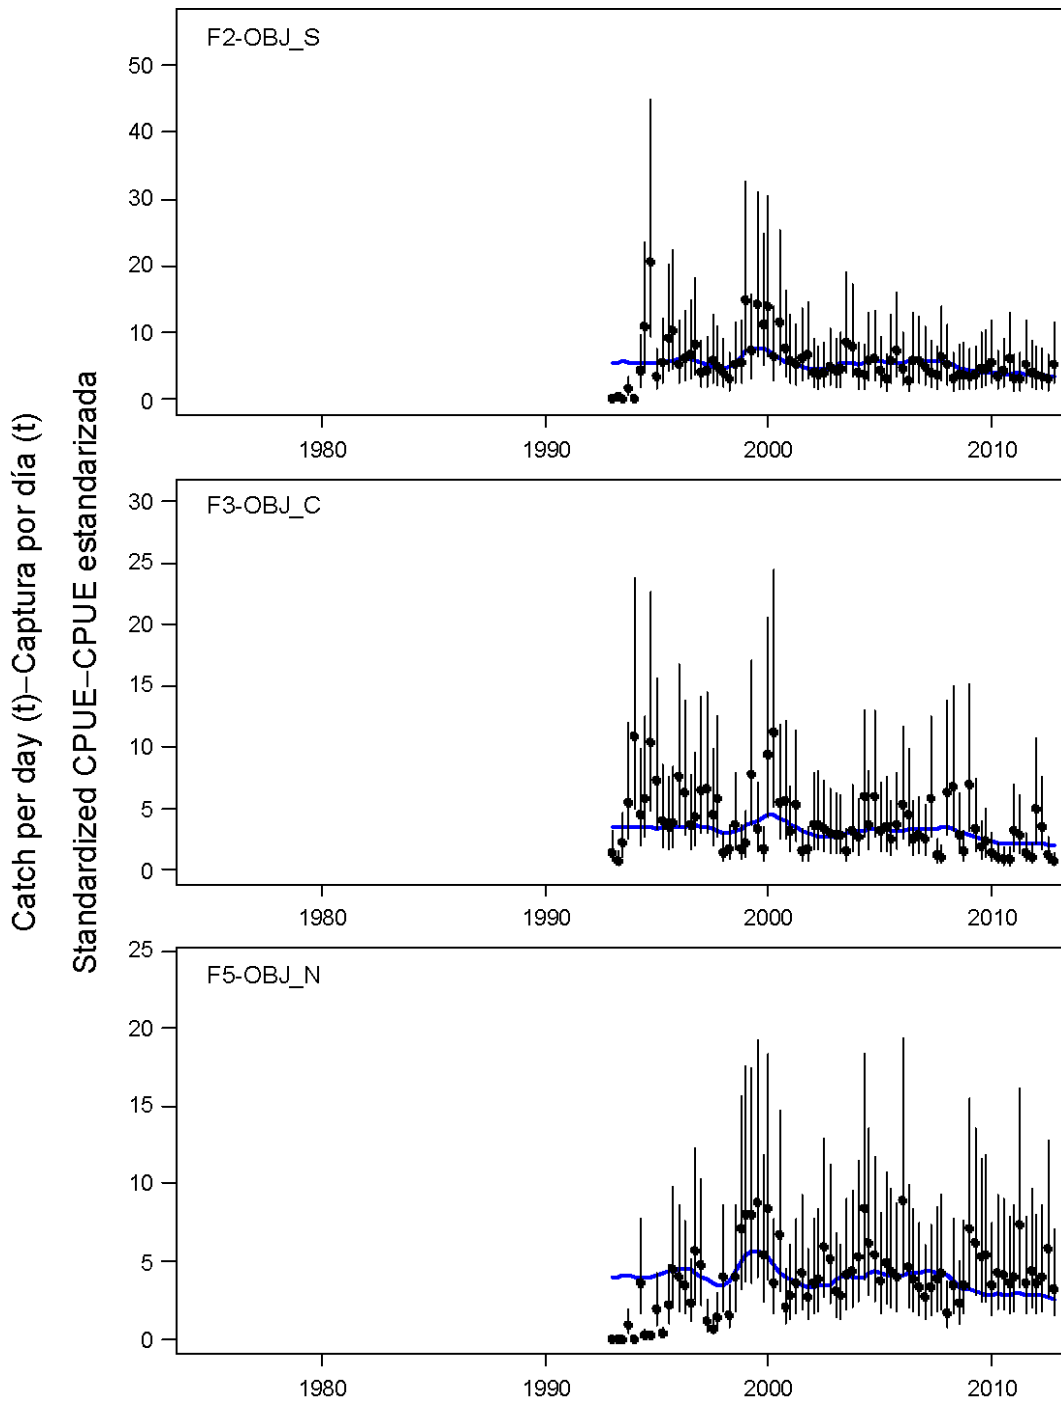 Catch per day (t)–Captura por día (t)
Standardized CPUE–CPUE estandarizada
F2-OBJ_S
50
40
30
20
10
0
1980 1990 2000 2010
F3-OBJ_C
30
25
20
15
10
5
0
1980 1990 2000 2010
F5-OBJ_N
25
20
15
10
5
0
1980 1990 2000 2010